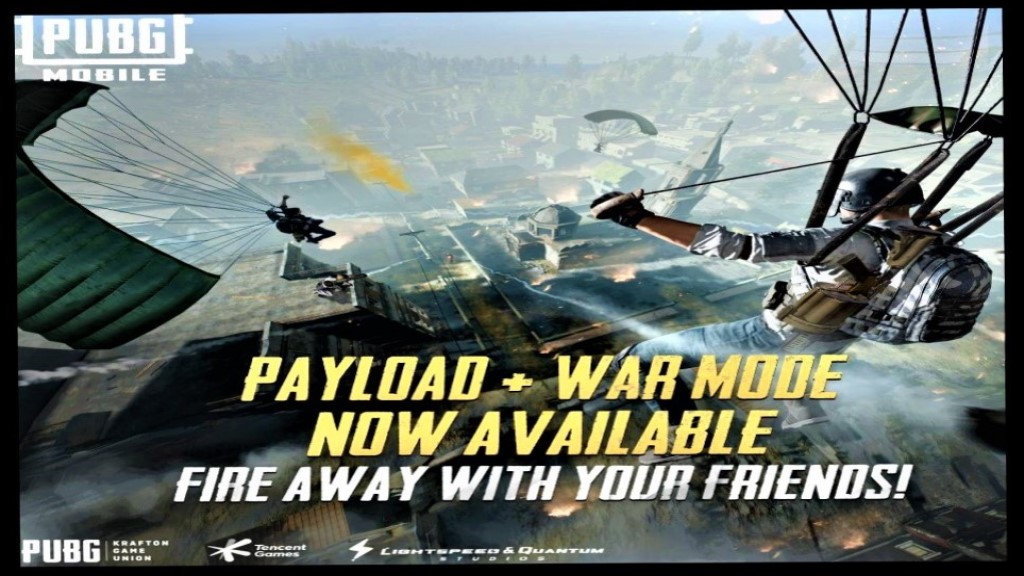 PUBG
MOBILE
PAYLOAD + WAR MODE
NOW AVAILABLE
FIRE AWAY WITH YOUR FRIENDS!
PUBG
KRAFTON
GAME
UNION
Tencent
Games
LIGHTSPEED & QUANTUM
STUDIOS